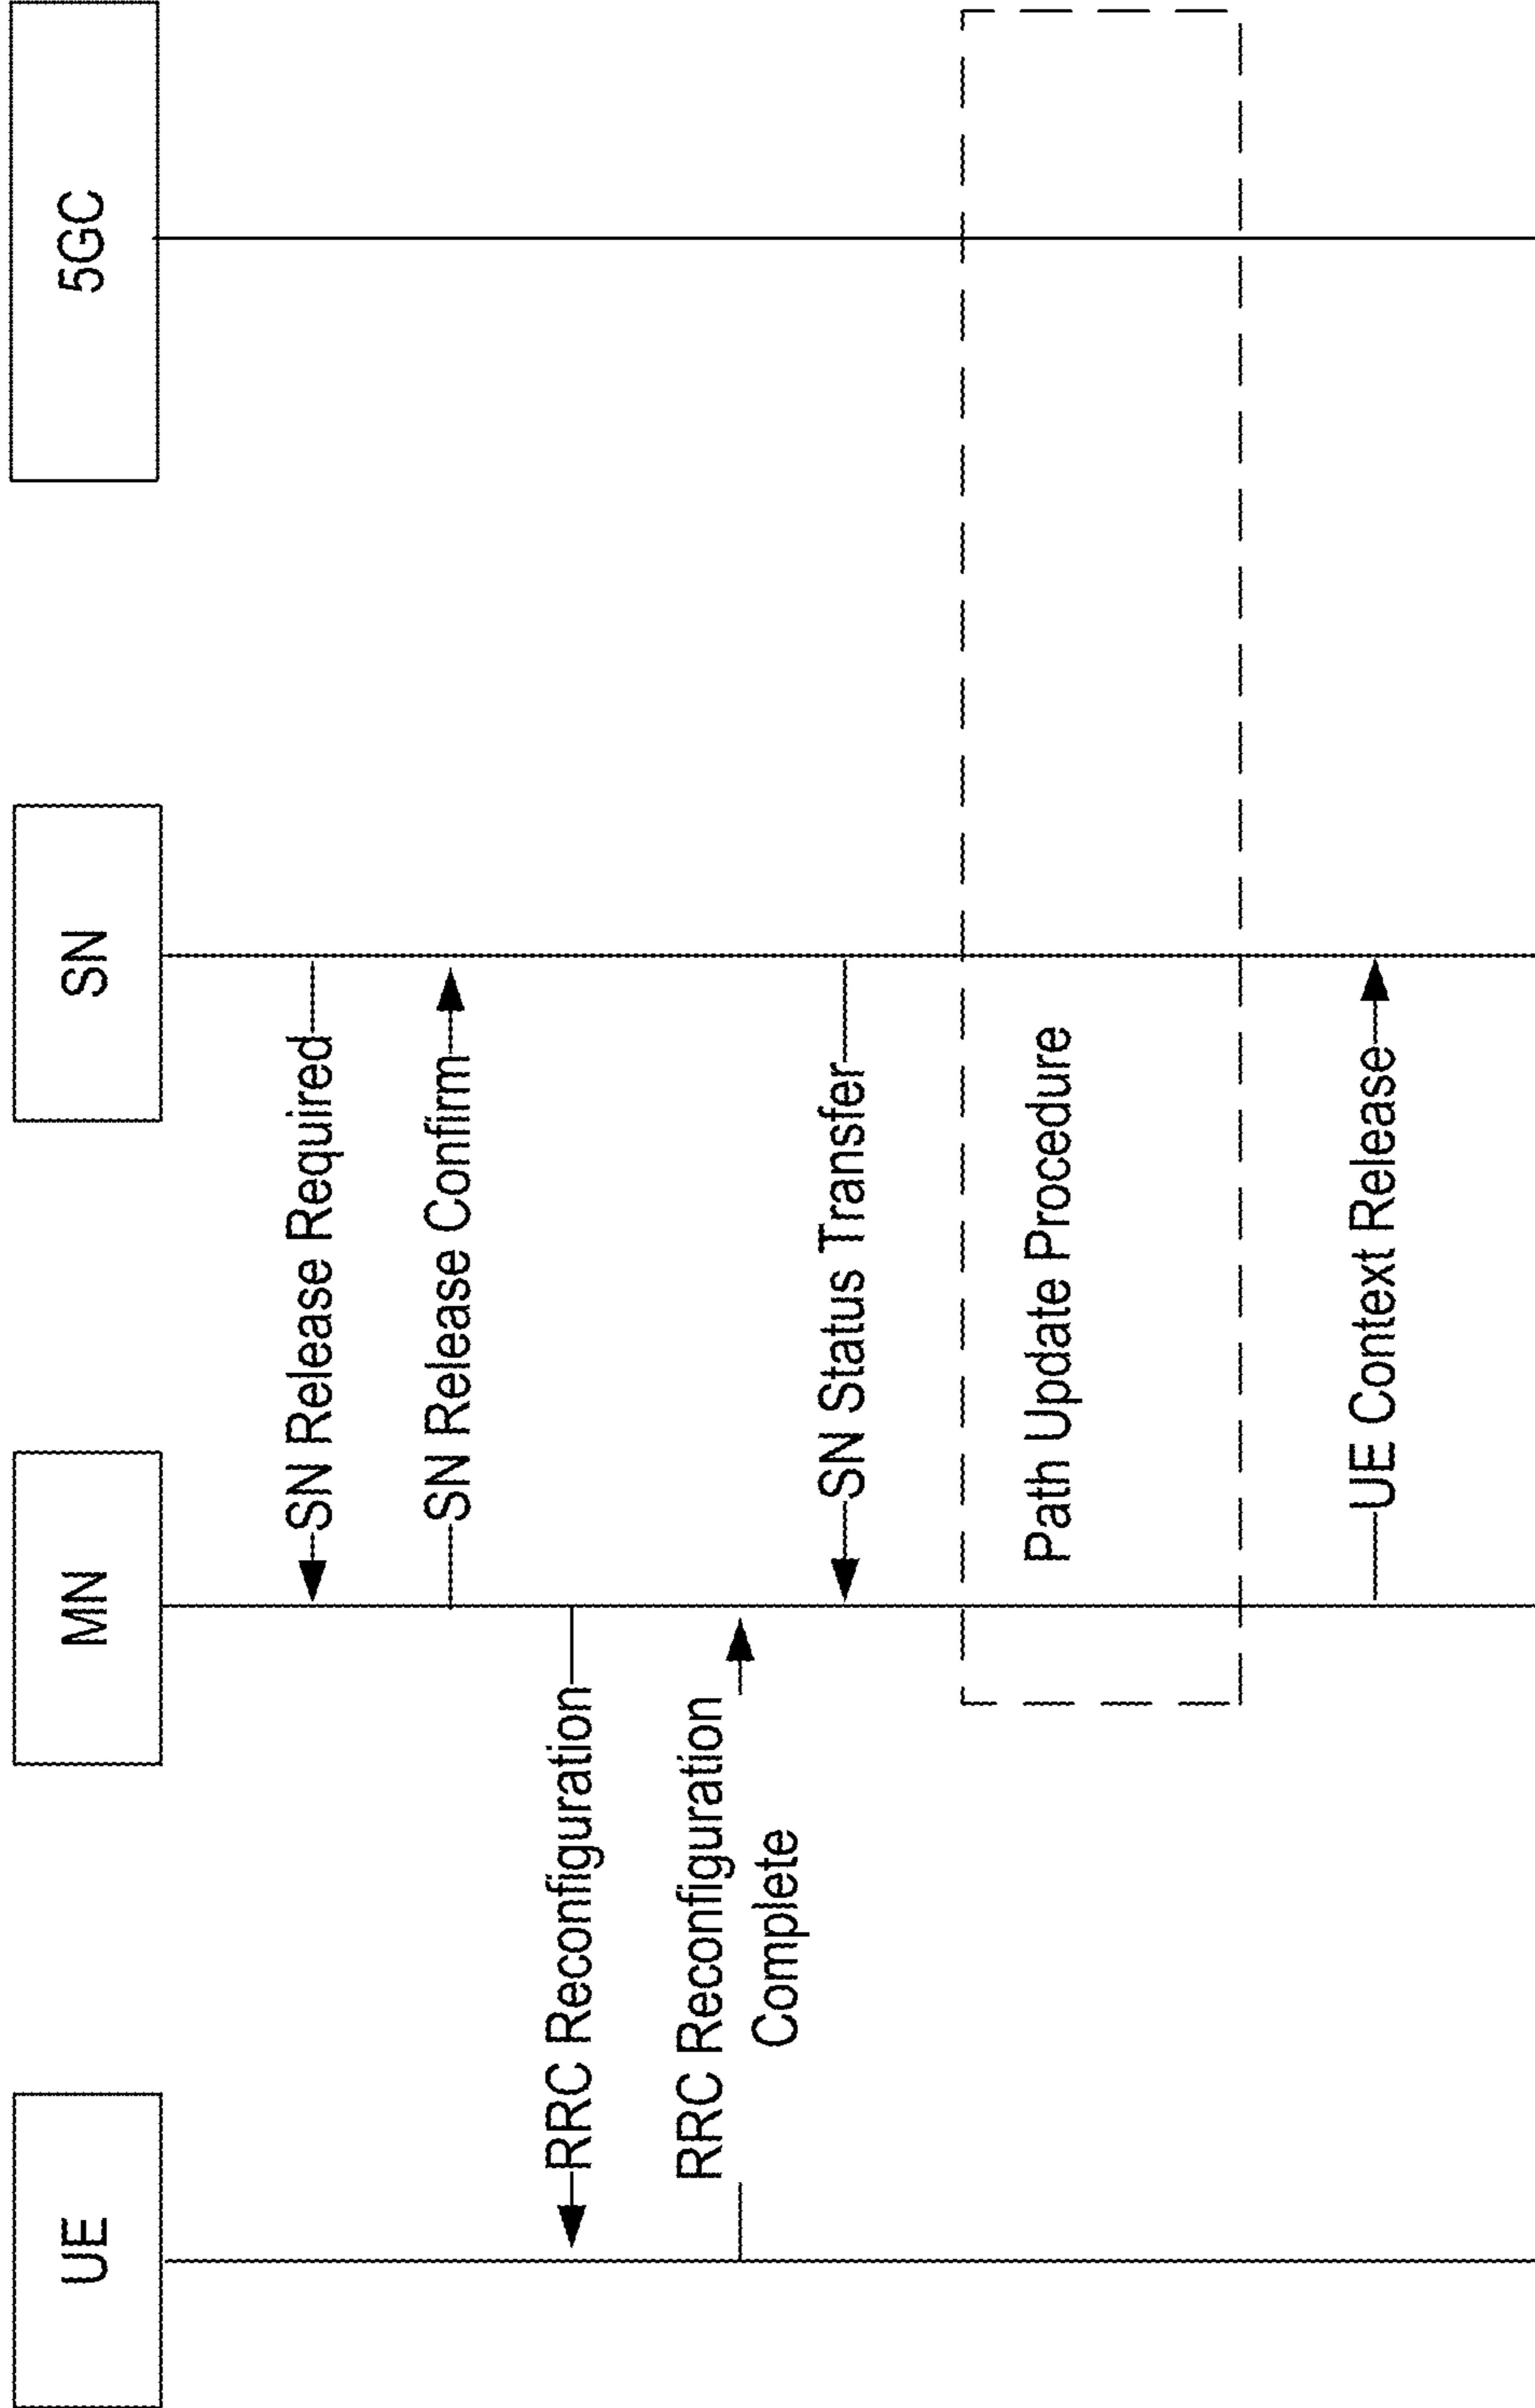 UE
MN
SN
5GC
SN Release Required
SN Release Confirm
RRC Reconfiguration
RRC Reconfiguration
Complete
SN Status Transfer
Path Update Procedure
UE Context Release